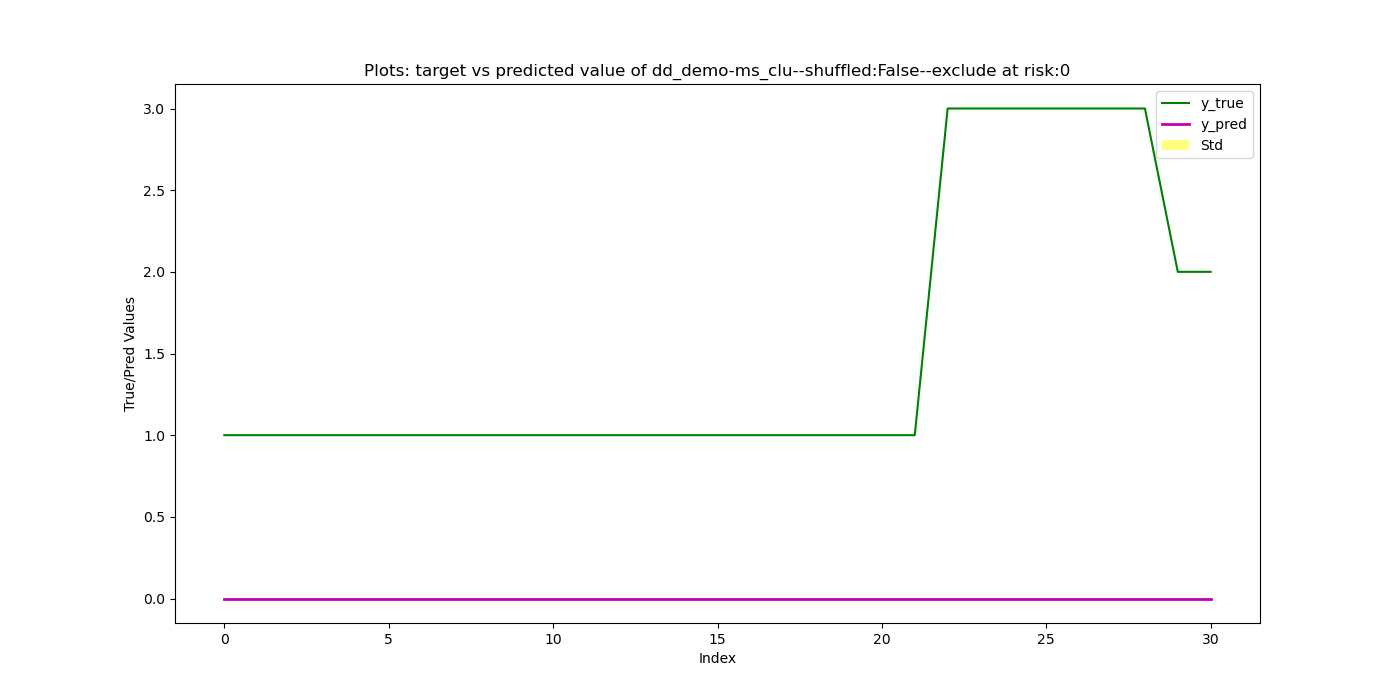 Plots: target vs predicted value of dd_demo-ms_clu--shuffled:False--exclude at risk:0
y_true
y_pred
Std
3.0
2.5
2.0
1.5
1.0
0.5
0.0
True/Pred Values
0 5 10 15 20 25 30
Index